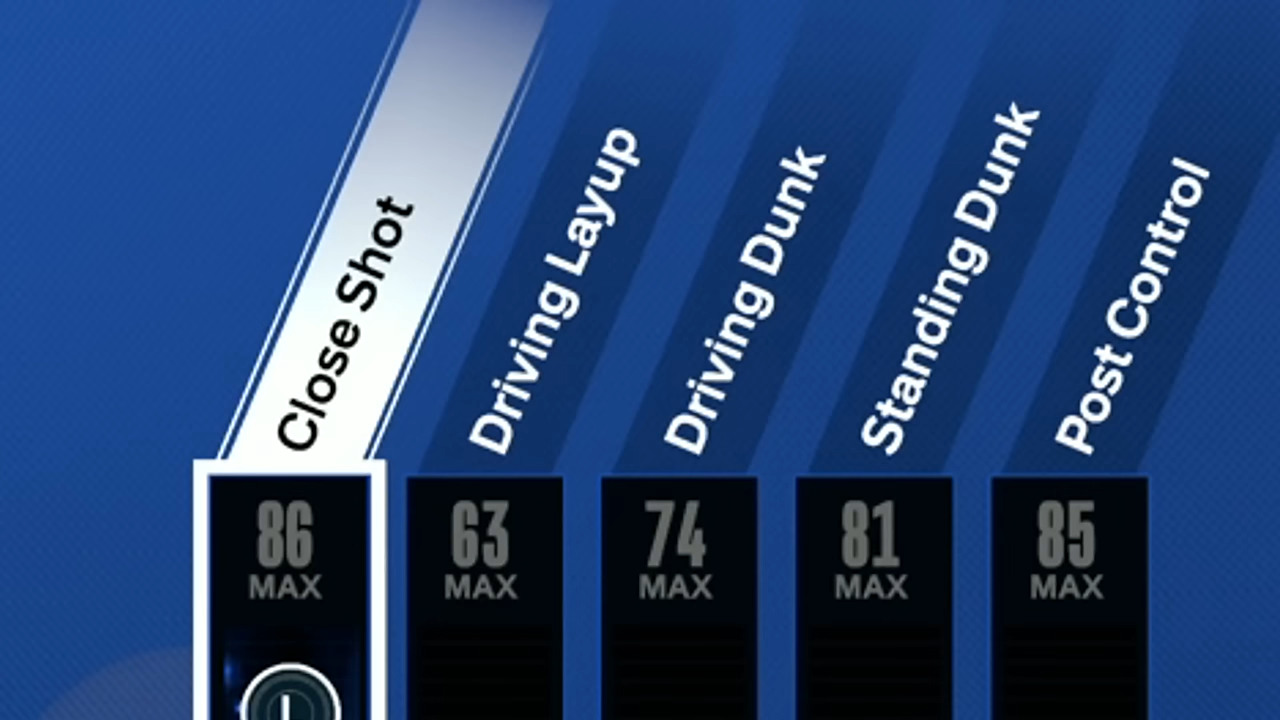 Close Shot
Driving Layup
Driving Dunk
Standing Dunk
Post Control
86 63 74 81 85
MAX MAX MAX MAX MAX
L